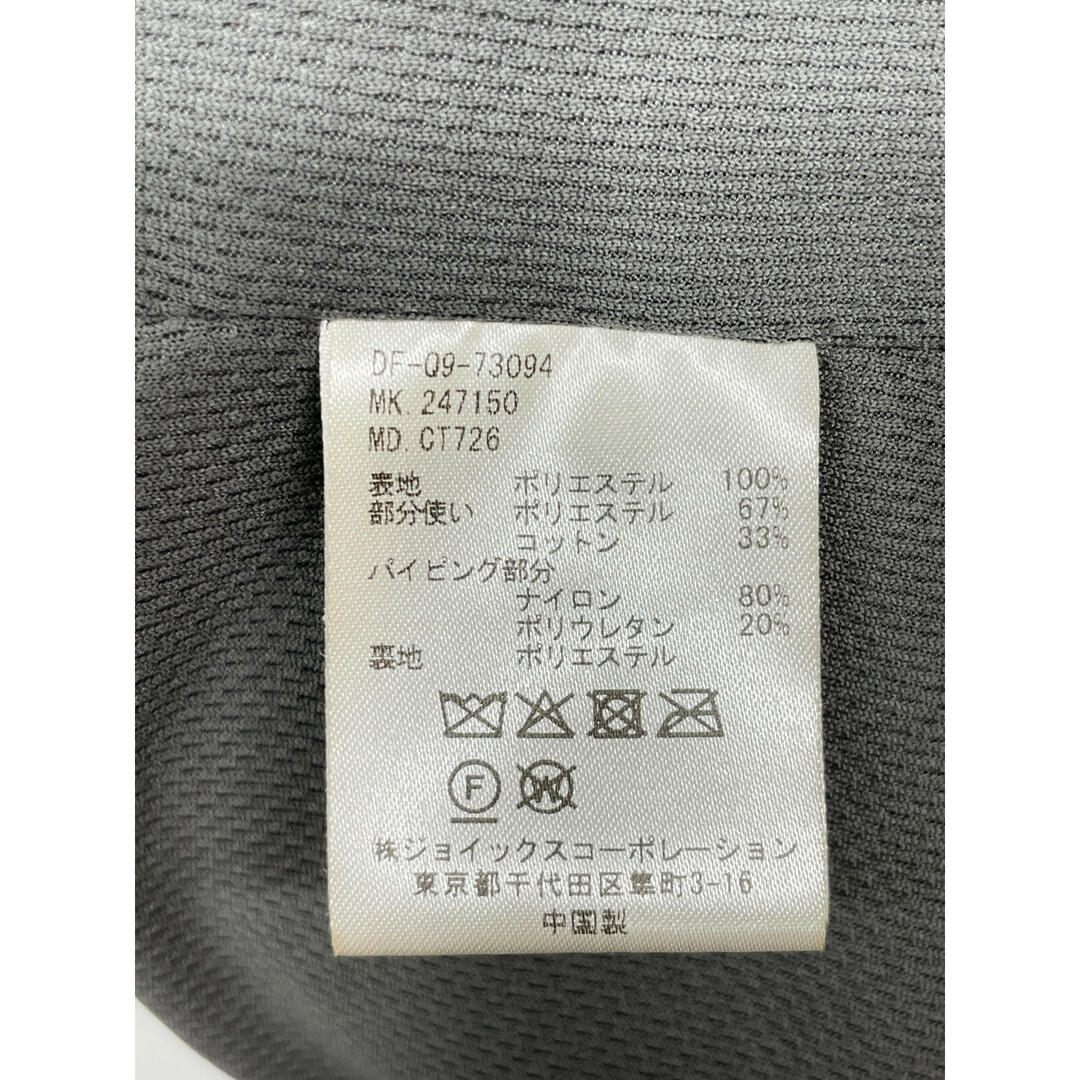 DF-Q9-73094
MK. 247150
MD. CT726
表地 ポリエステル 100%
部分使い ポリエステル 67%
コットン 33%
パイピング部分
ナイロン 80%
ポリウレタン 20%
裏地 ポリエステル
F W
㈱ジョイックスコーポレーション
東京都千代田区隼町3-16
中国製